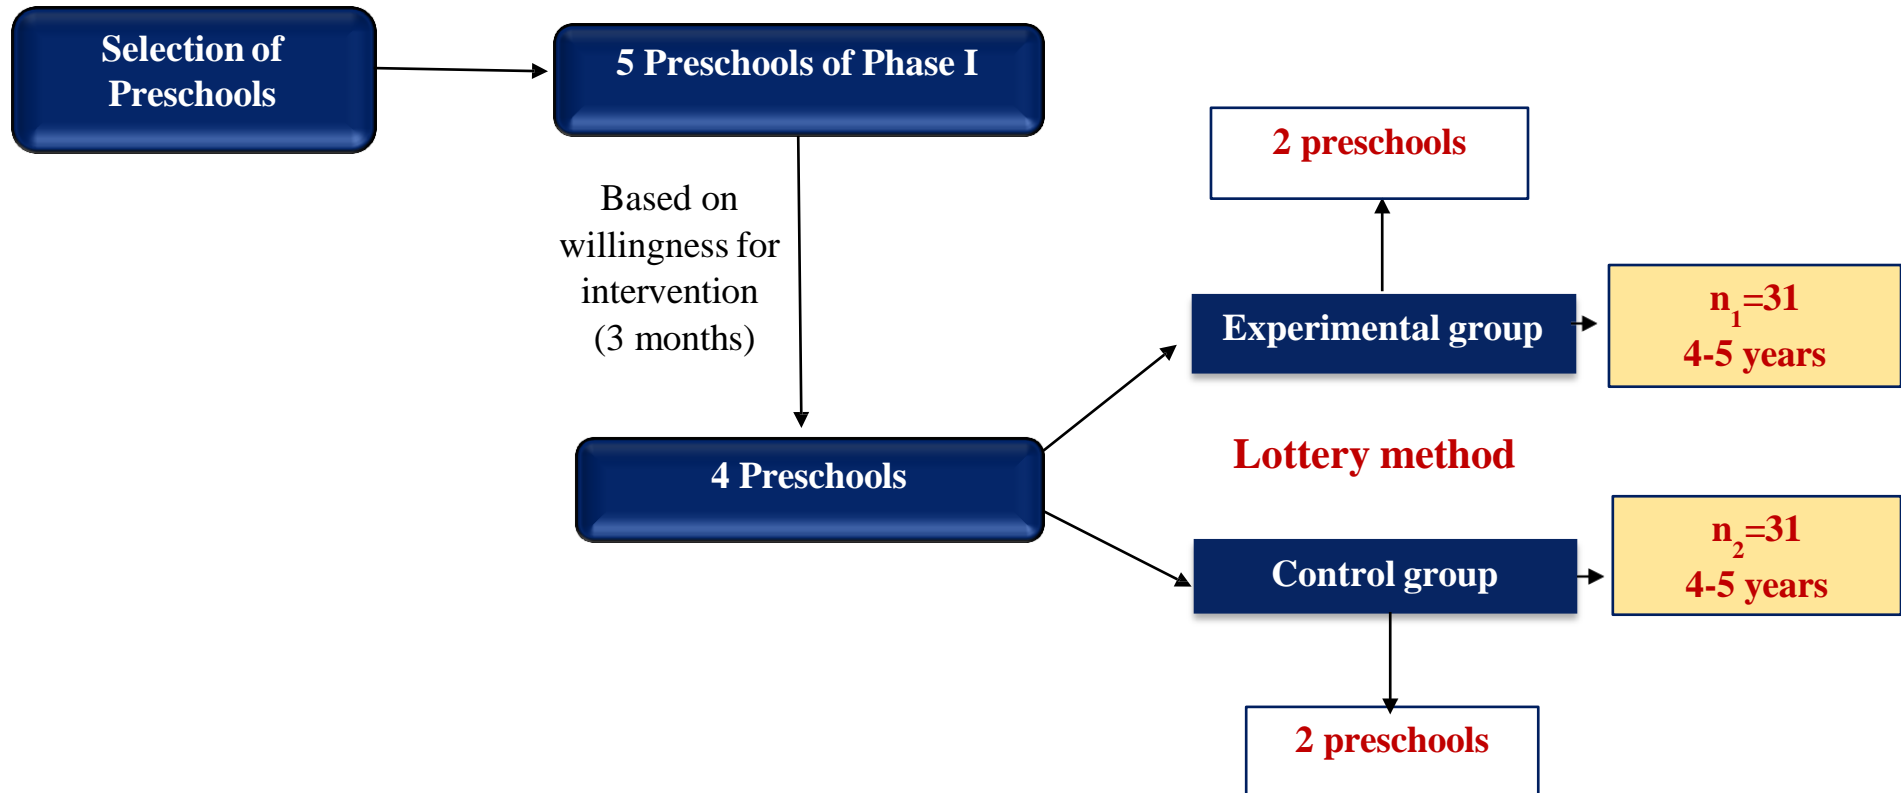 Selection of
Preschools
5 Preschools of Phase I
Based on
willingness for
intervention
(3 months)
4 Preschools
2 preschools
Experimental group
n₁=31
4-5 years
Lottery method
Control group
n₂=31
4-5 years
2 preschools